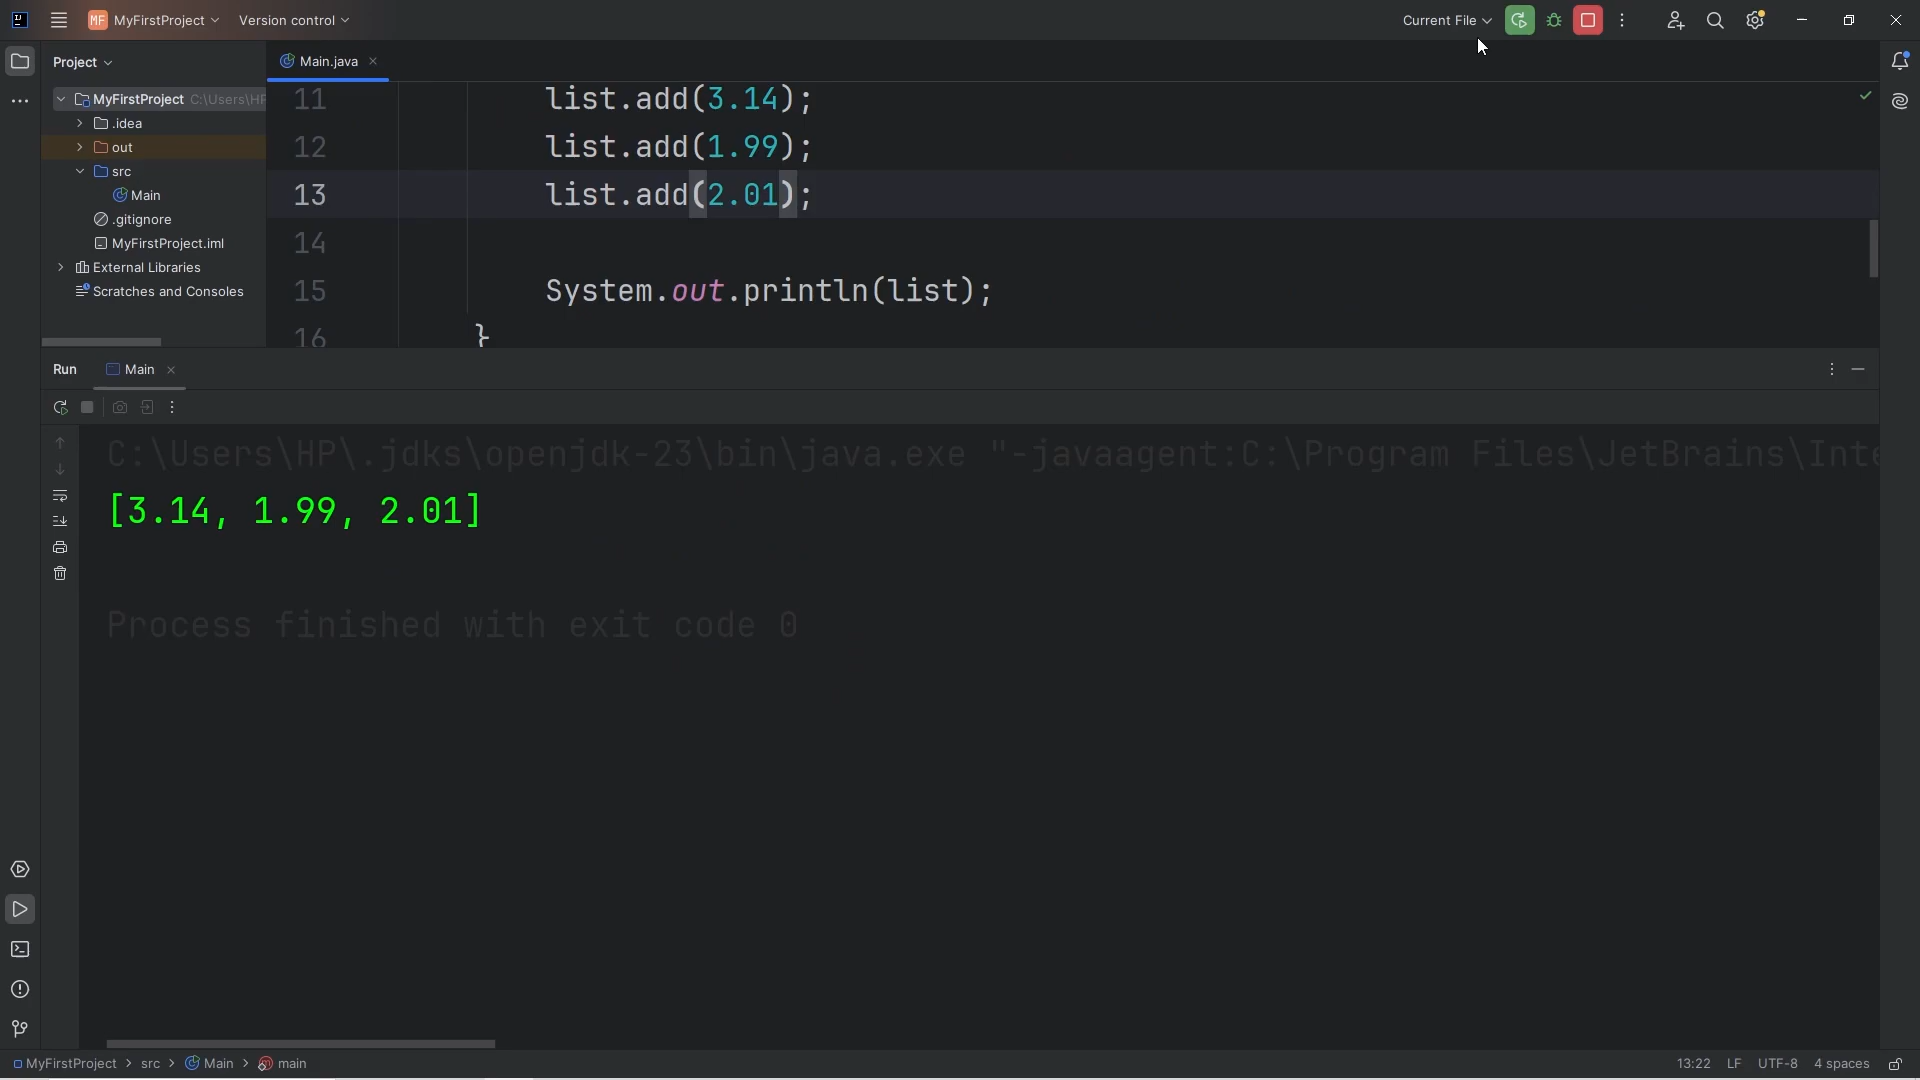 MF MyFirstProject Version control Current File
Project
Main.java
MyFirstProject C:\Users\HP
.idea
out
src
Main
.gitignore
MyFirstProject.iml
External Libraries
Scratches and Consoles
11 list.add(3.14);
12 list.add(1.99);
13 list.add(2.01);
14
15 System.out.println(list);
16 }
Run Main
C:\Users\HP\.jdks\openjdk-23\bin\java.exe "-javaagent:C:\Program Files\JetBrains\Inte
[3.14, 1.99, 2.01]
Process finished with exit code 0
MyFirstProject > src > Main > main 13:22 LF UTF-8 4 spaces